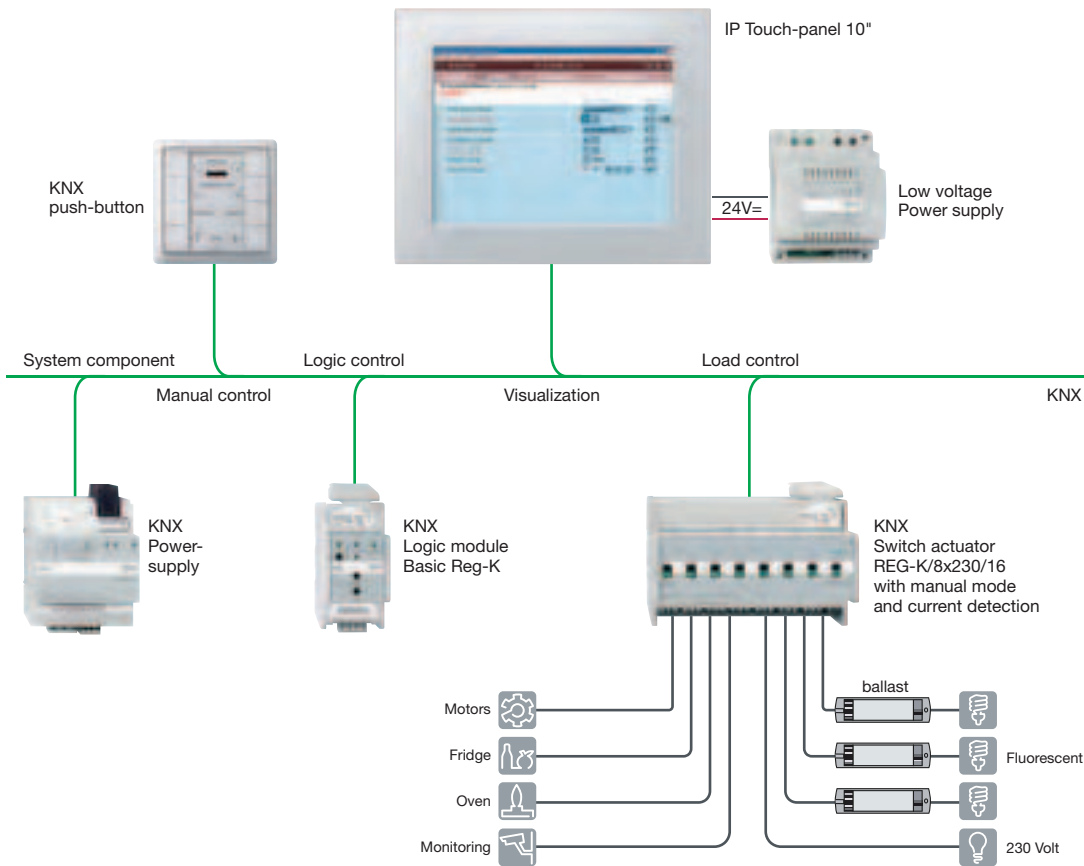 IP Touch-panel 10"
KNX
push-button
24V=
Low voltage
Power supply
System component
Logic control
Load control
Manual control
Visualization
KNX
KNX
Power-
supply
KNX
Logic module
Basic Reg-K
KNX
Switch actuator
REG-K/8x230/16
with manual mode
and current detection
ballast
Motors
Fridge
Fluorescent
Oven
Monitoring
230 Volt